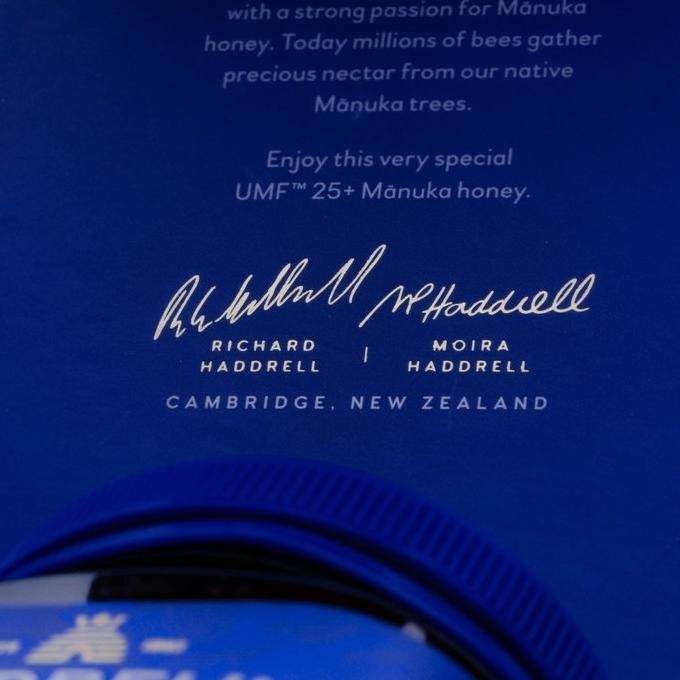 with a strong passion for Mānuka
honey. Today millions of bees gather
precious nectar from our native
Mānuka trees.
Enjoy this very special
UMF™ 25+ Mānuka honey.
RICHARD
HADDRELL
|
MOIRA
HADDRELL
CAMBRIDGE, NEW ZEALAND